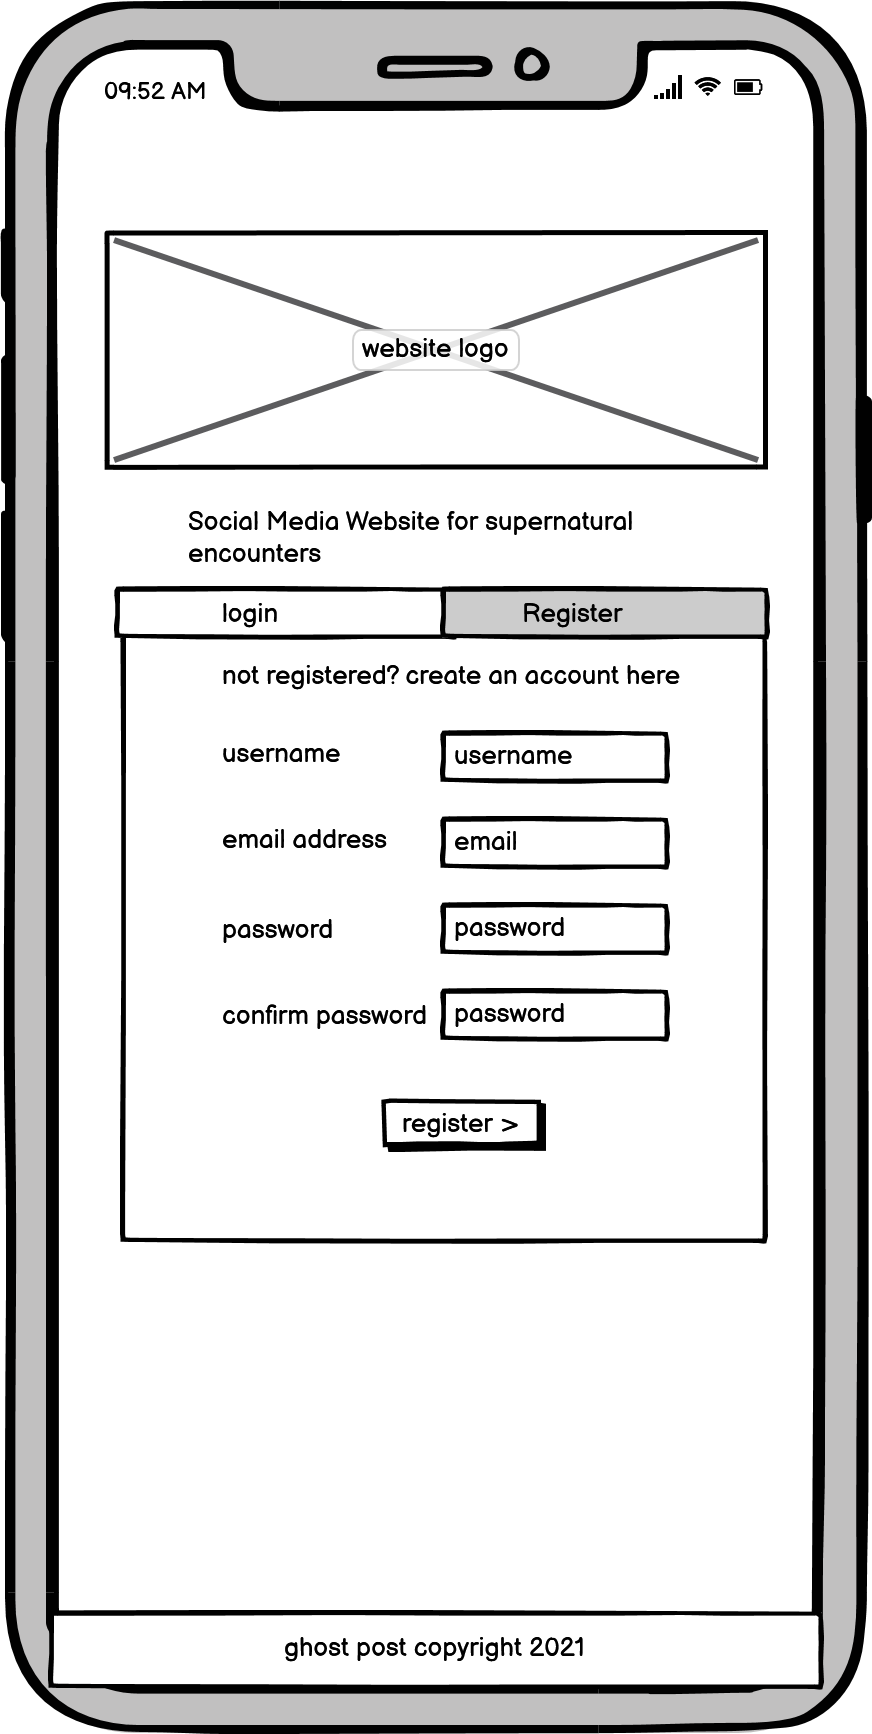 09:52 AM
website logo
Social Media Website for supernatural
encounters
login Register
not registered? create an account here
username username
email address email
password password
confirm password password
register >
ghost post copyright 2021